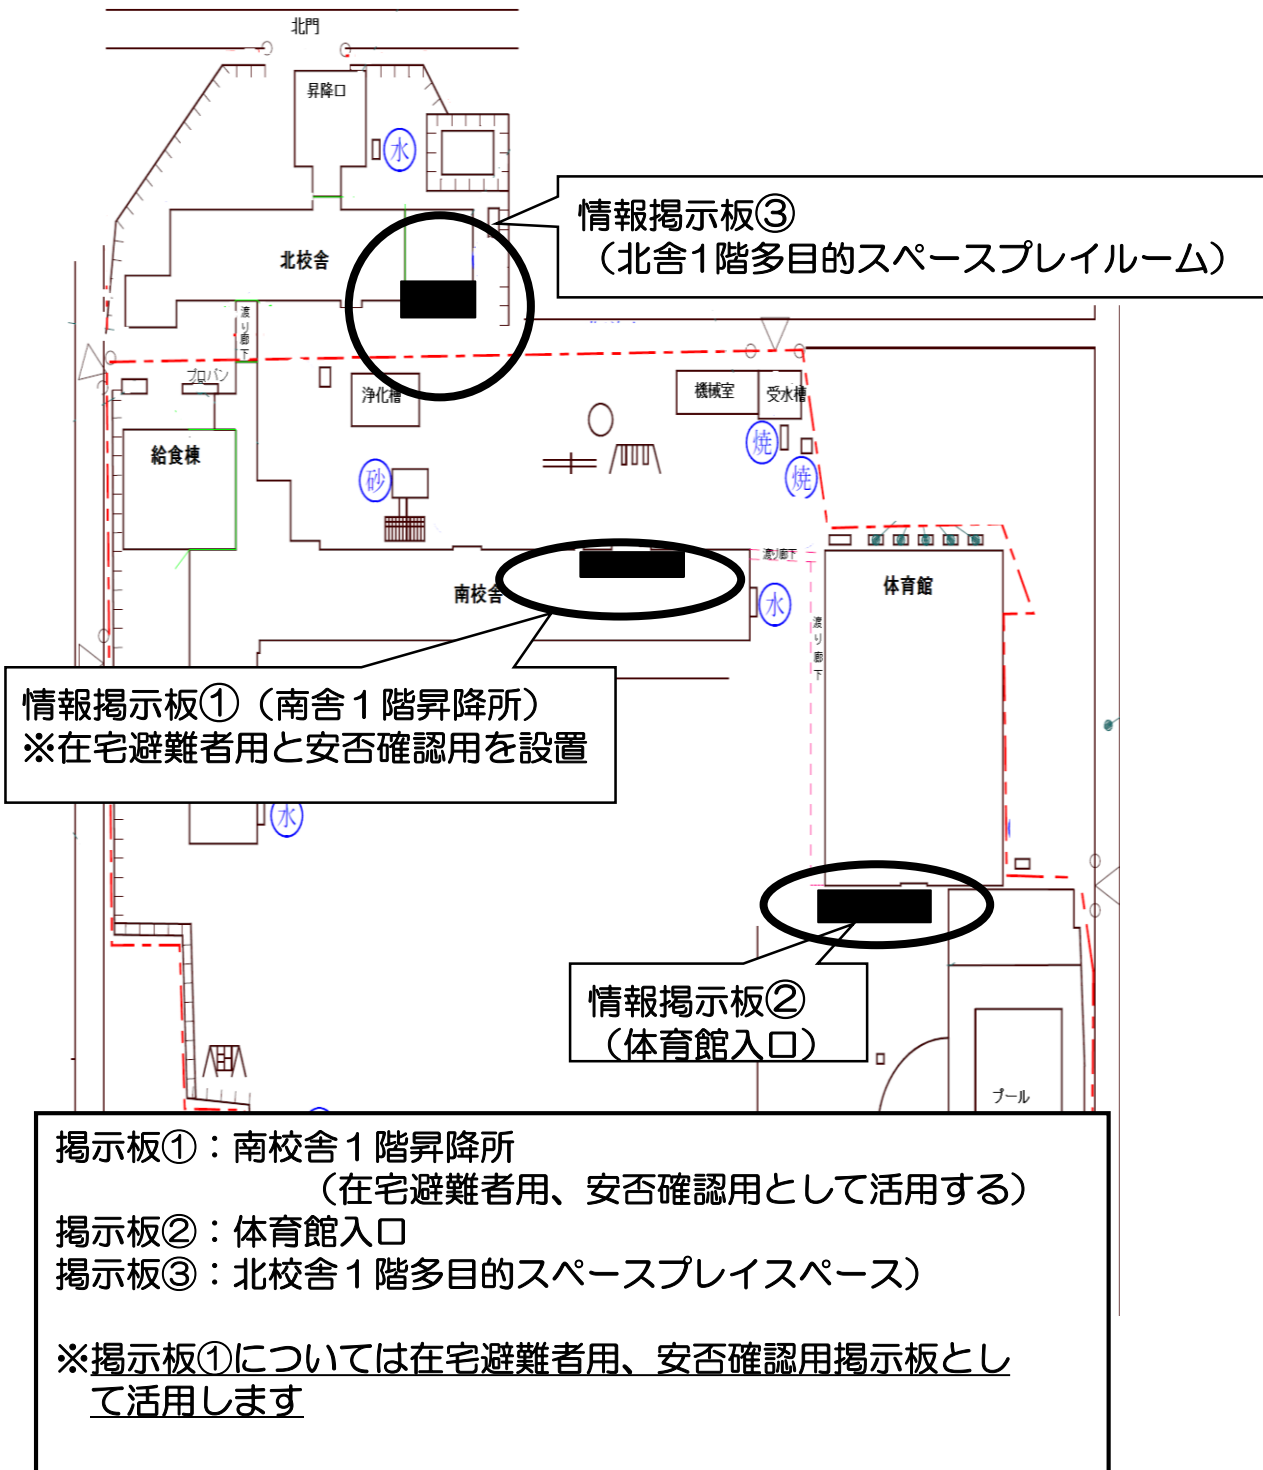 北門
昇降口
水
情報掲示板③
（北舎１階多目的スペースプレイルーム）
北校舎
渡り廊下
プロパン
浄化槽
機械室
受水槽
給食棟
焼
焼
砂
渡り廊下
体育館
南校舎
水
渡り廊下
情報掲示板①（南舎１階昇降所）
※在宅避難者用と安否確認用を設置
水
情報掲示板②
（体育館入口）
プール
掲示板①：南校舎１階昇降所
（在宅避難者用、安否確認用として活用する）
掲示板②：体育館入口
掲示板③：北校舎１階多目的スペースプレイスペース）
※掲示板①については在宅避難者用、安否確認用掲示板とし
て活用します